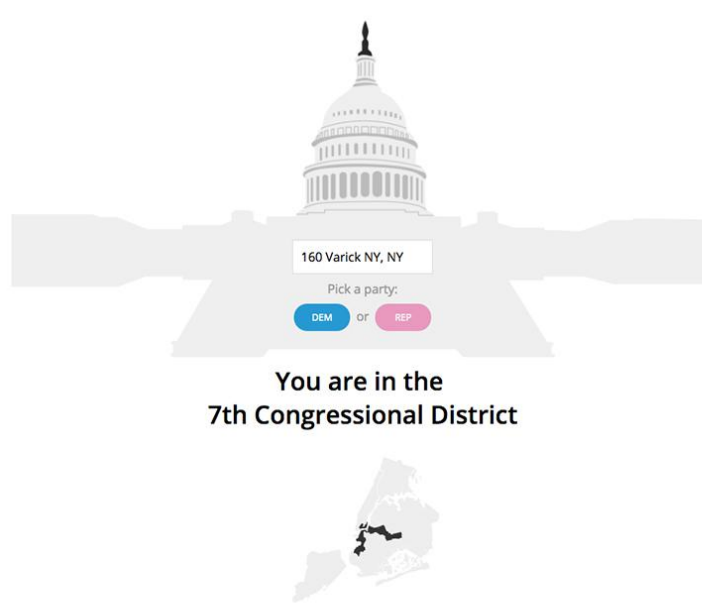 160 Varick NY, NY
Pick a party:
DEM or REP
You are in the
7th Congressional District